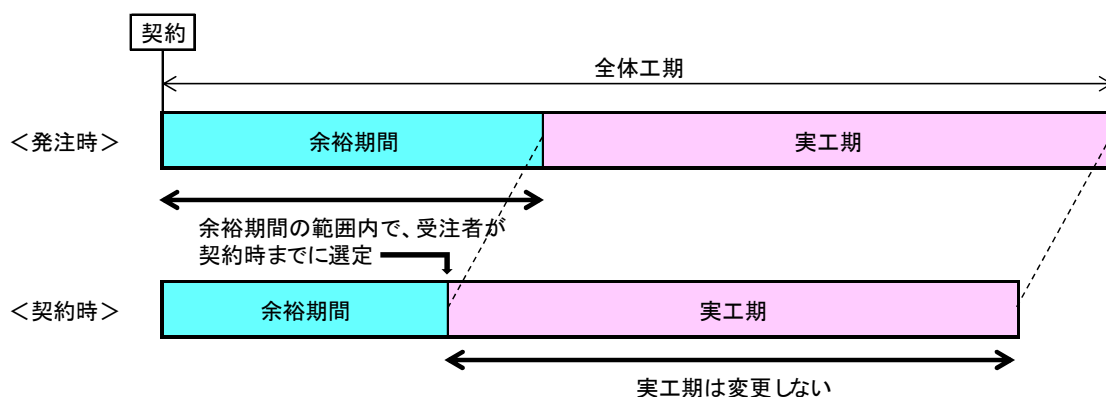 契約
全体工期
＜発注時＞
余裕期間
実工期
余裕期間の範囲内で、受注者が
契約時までに選定
＜契約時＞
余裕期間
実工期
実工期は変更しない